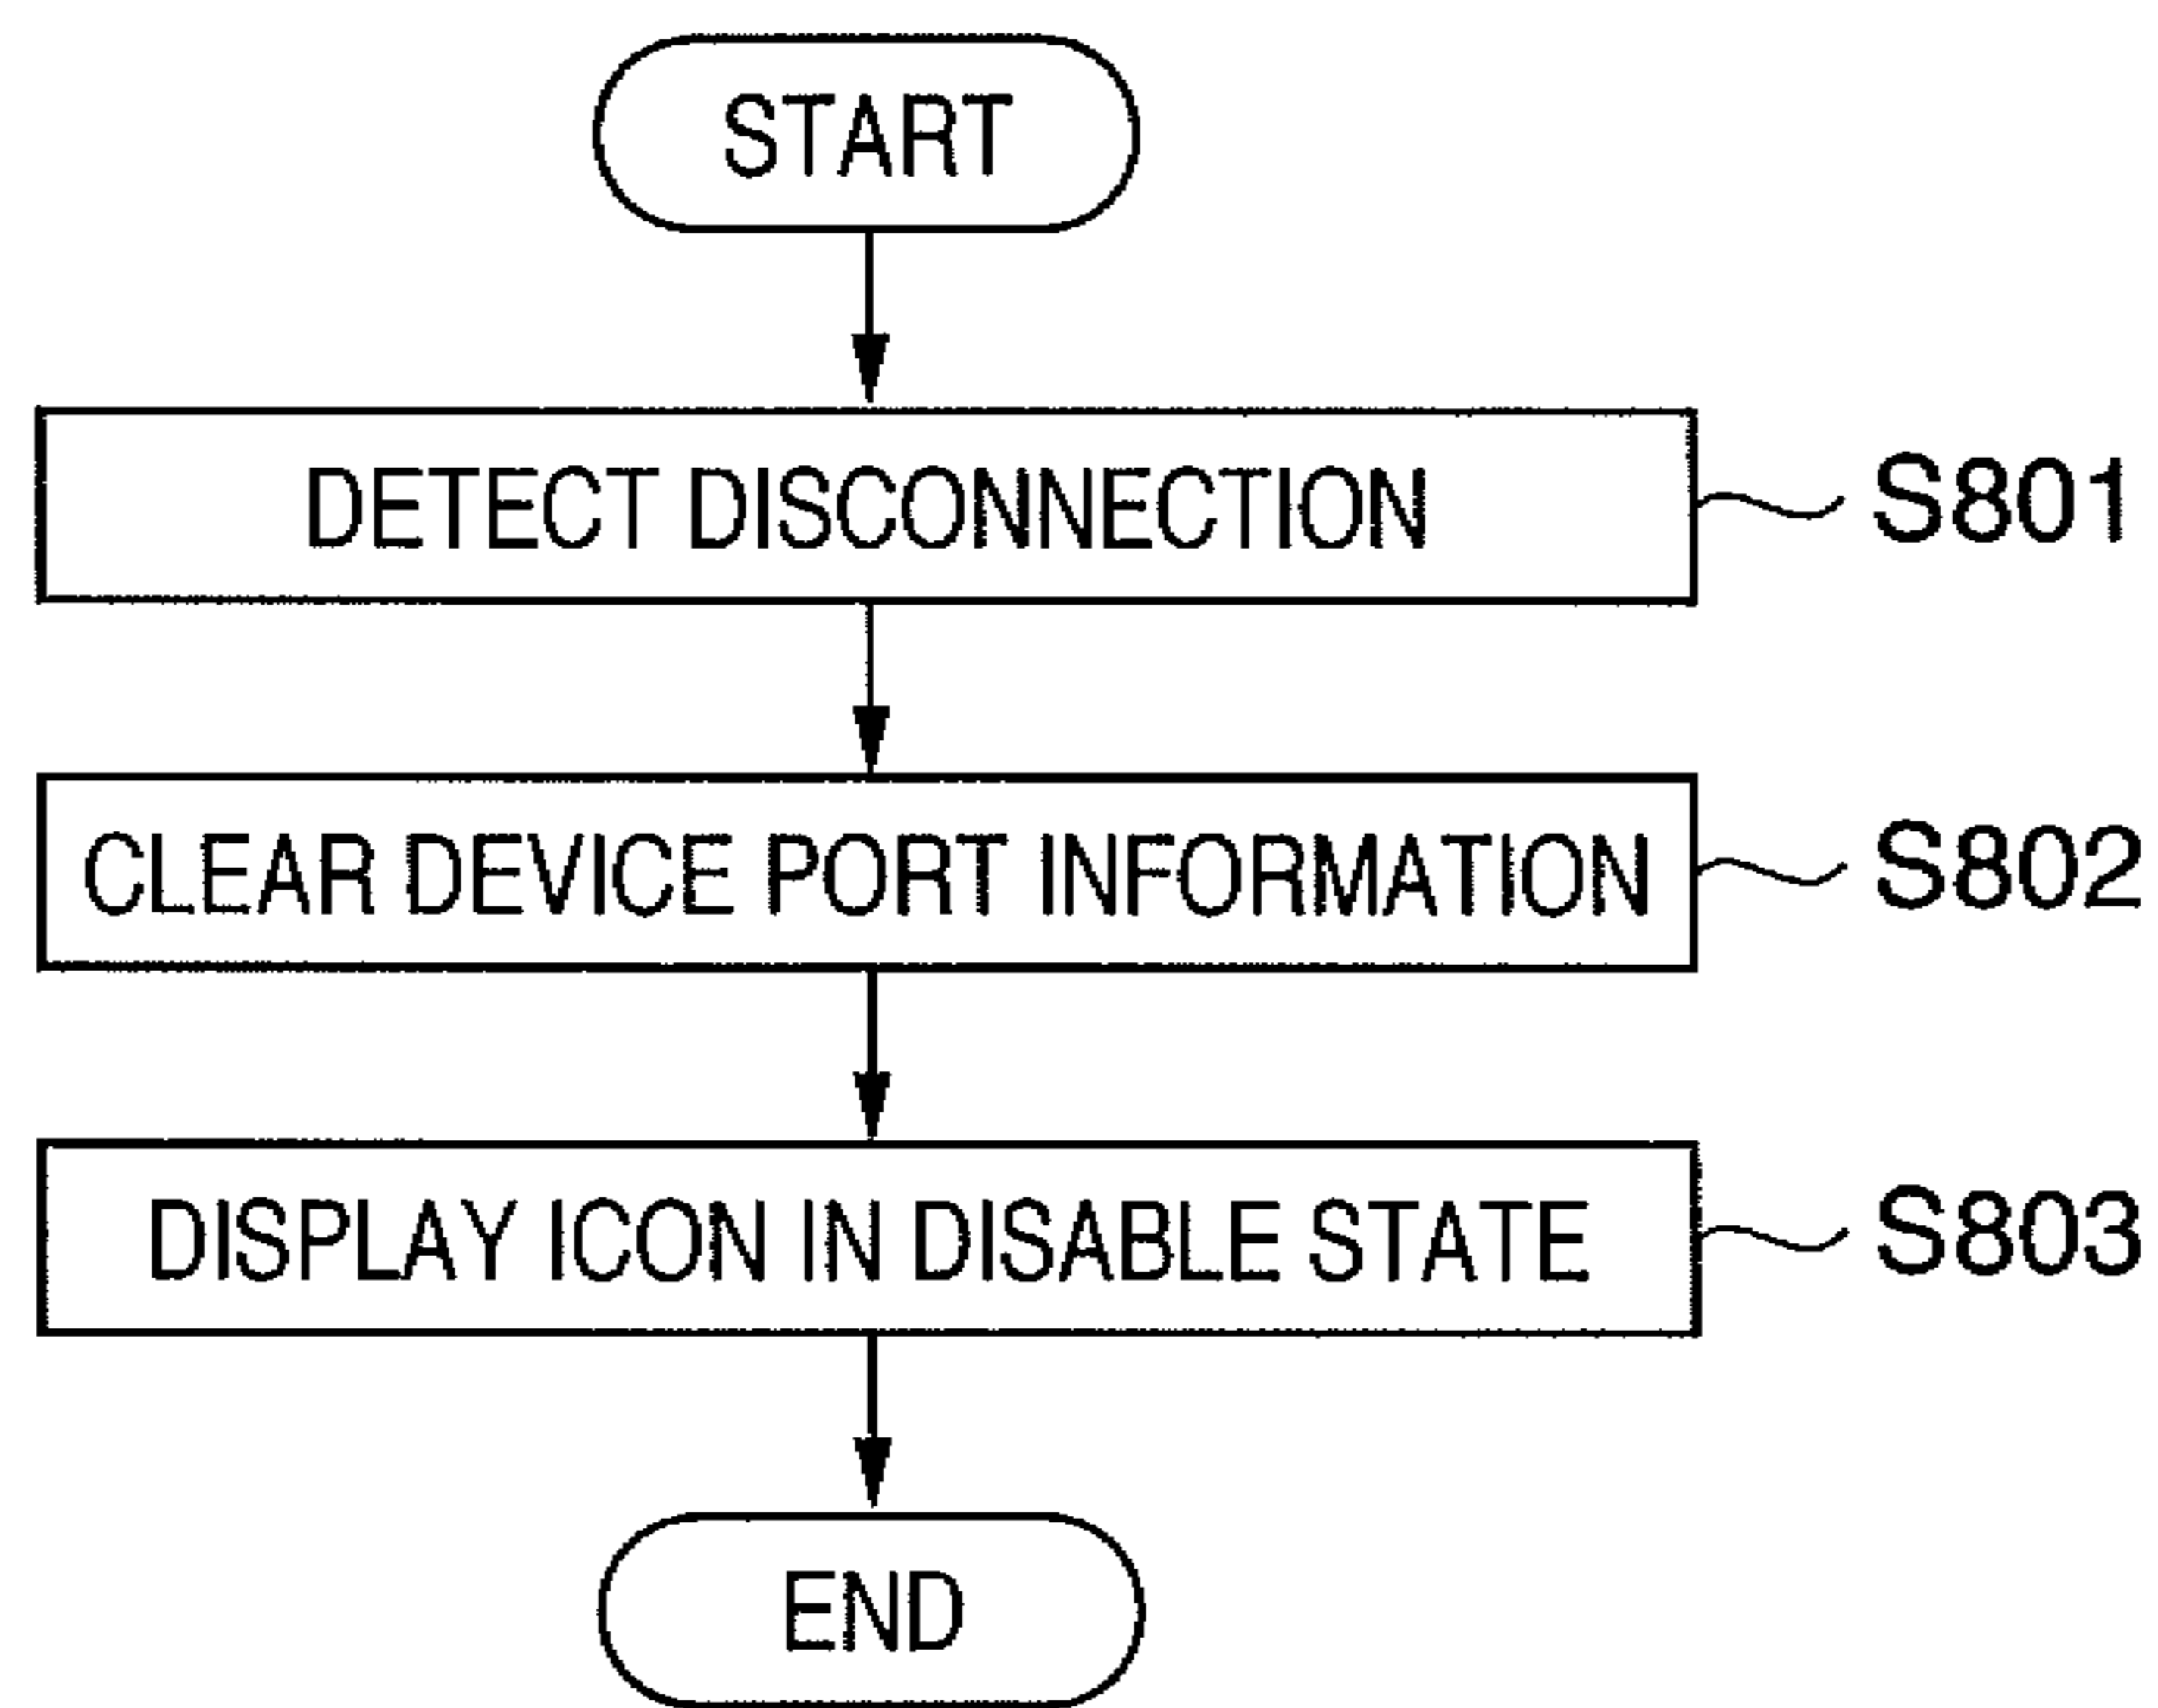 START
DETECT DISCONNECTION S801
CLEAR DEVICE PORT INFORMATION S802
DISPLAY ICON IN DISABLE STATE S803
END